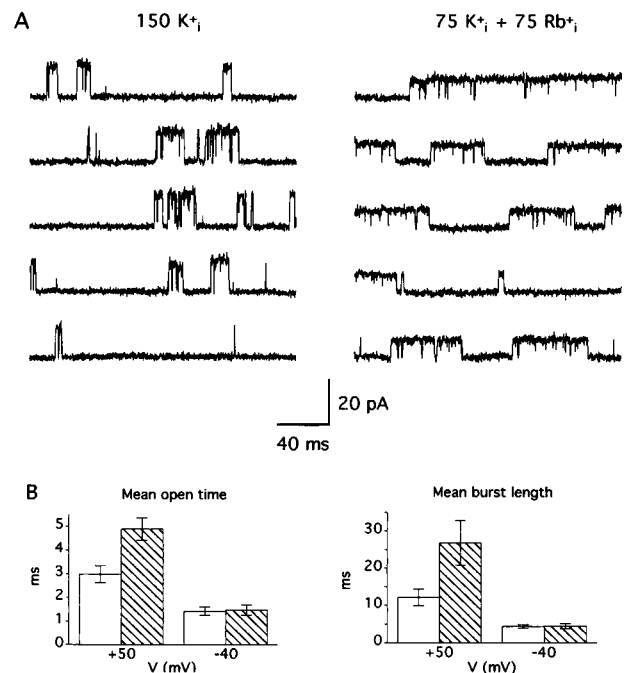 A
150 K⁺ᵢ
75 K⁺ᵢ + 75 Rb⁺ᵢ
20 pA
40 ms
B
Mean open time
5
4
3
2
1
0
ms
+50
-40
V (mV)
Mean burst length
30
20
10
0
ms
+50
-40
V (mV)